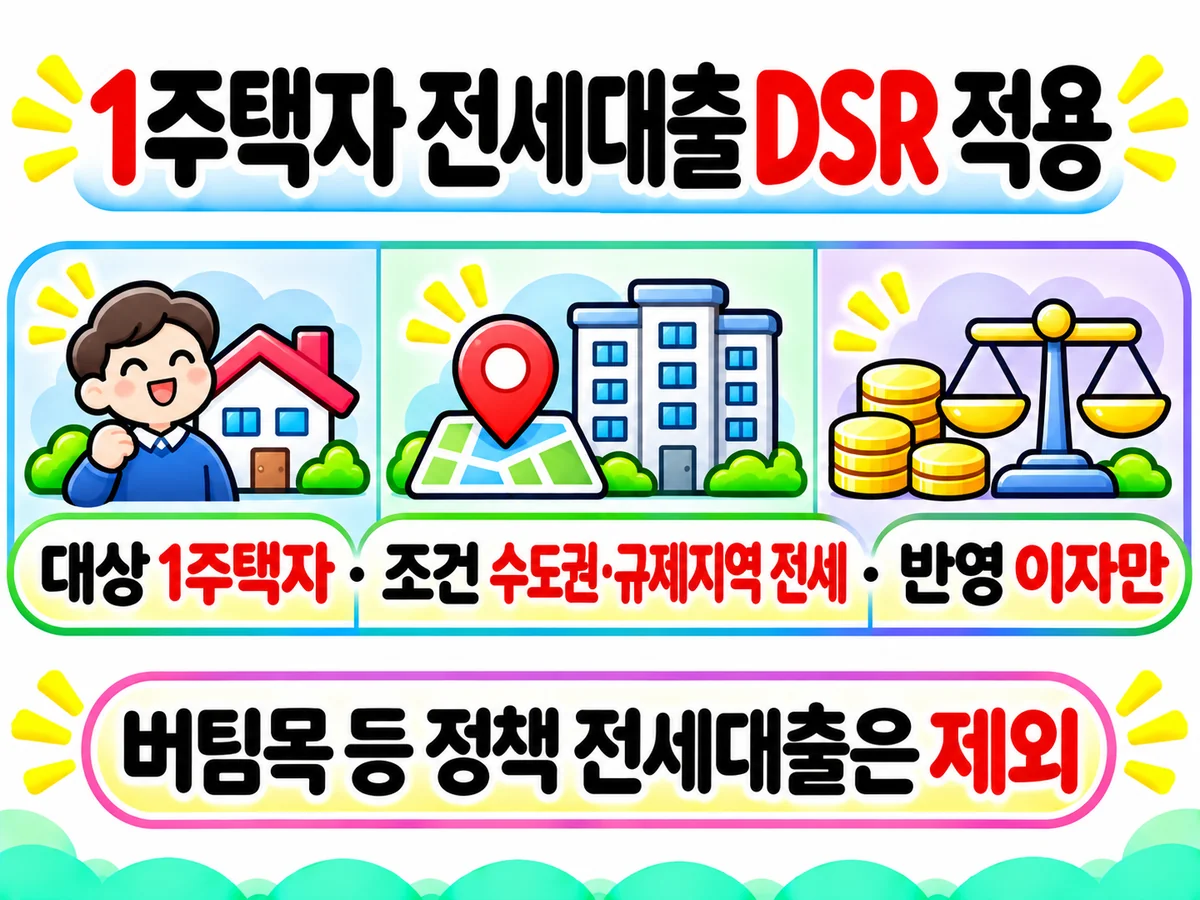 1주택자 전세대출 DSR 적용
대상 1주택자 · 조건 수도권·규제지역 전세 · 반영 이자만
버팀목 등 정책 전세대출은 제외